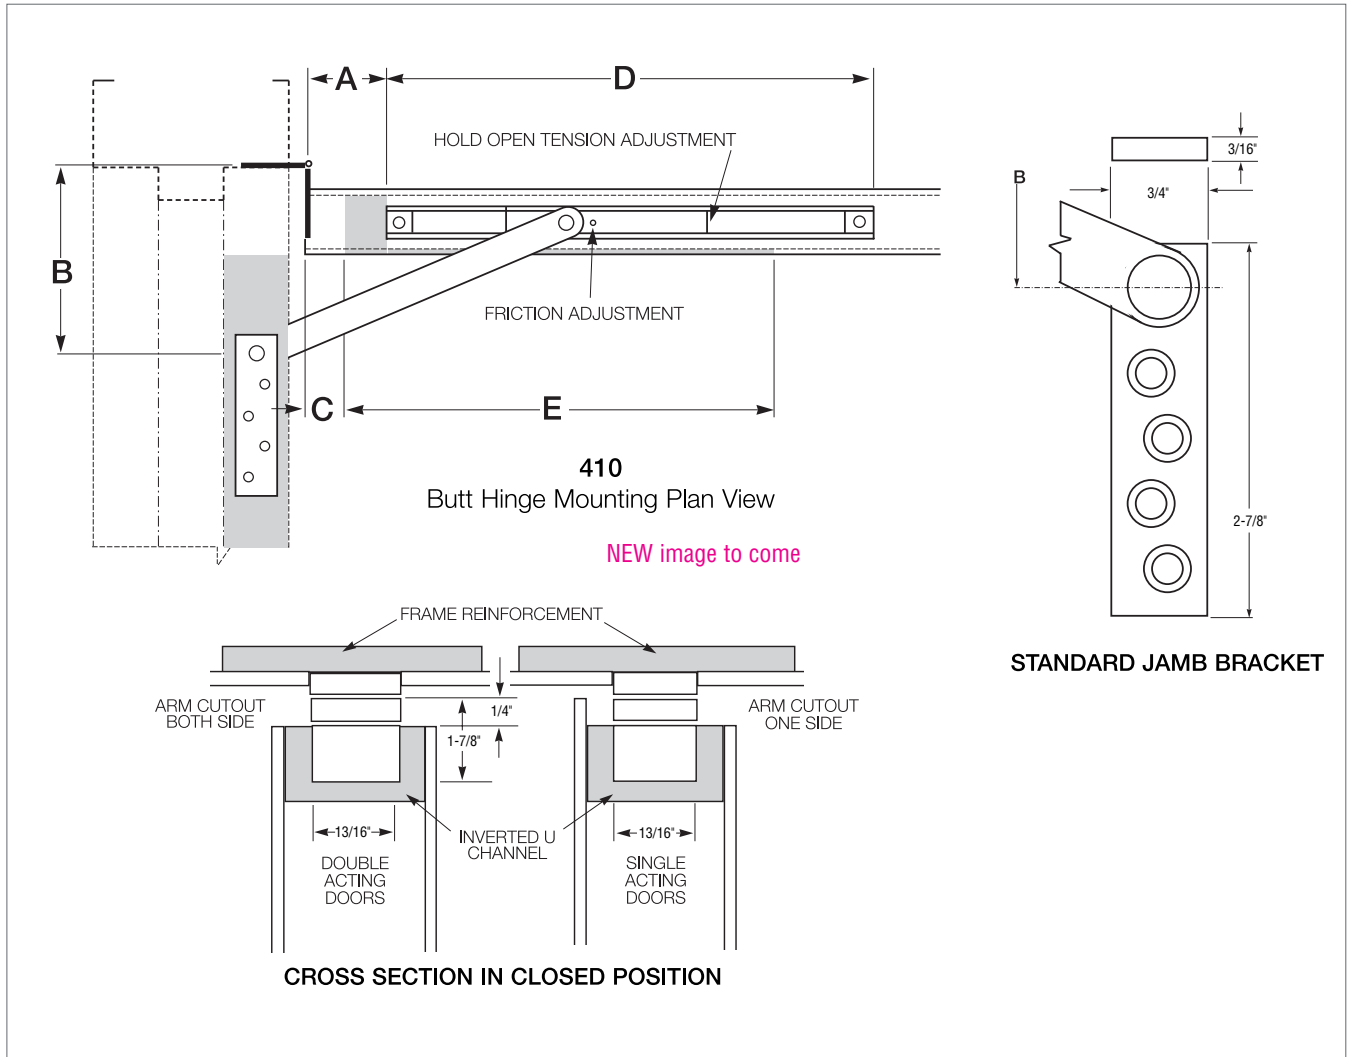 A
D
HOLD OPEN TENSION ADJUSTMENT
B
FRICTION ADJUSTMENT
C
E
410
Butt Hinge Mounting Plan View
NEW image to come
3/16"
B
3/4"
2-7/8"
STANDARD JAMB BRACKET
FRAME REINFORCEMENT
ARM CUTOUT
BOTH SIDE
1/4"
1-7/8"
ARM CUTOUT
ONE SIDE
13/16"
INVERTED U
CHANNEL
13/16"
DOUBLE
ACTING
DOORS
SINGLE
ACTING
DOORS
CROSS SECTION IN CLOSED POSITION